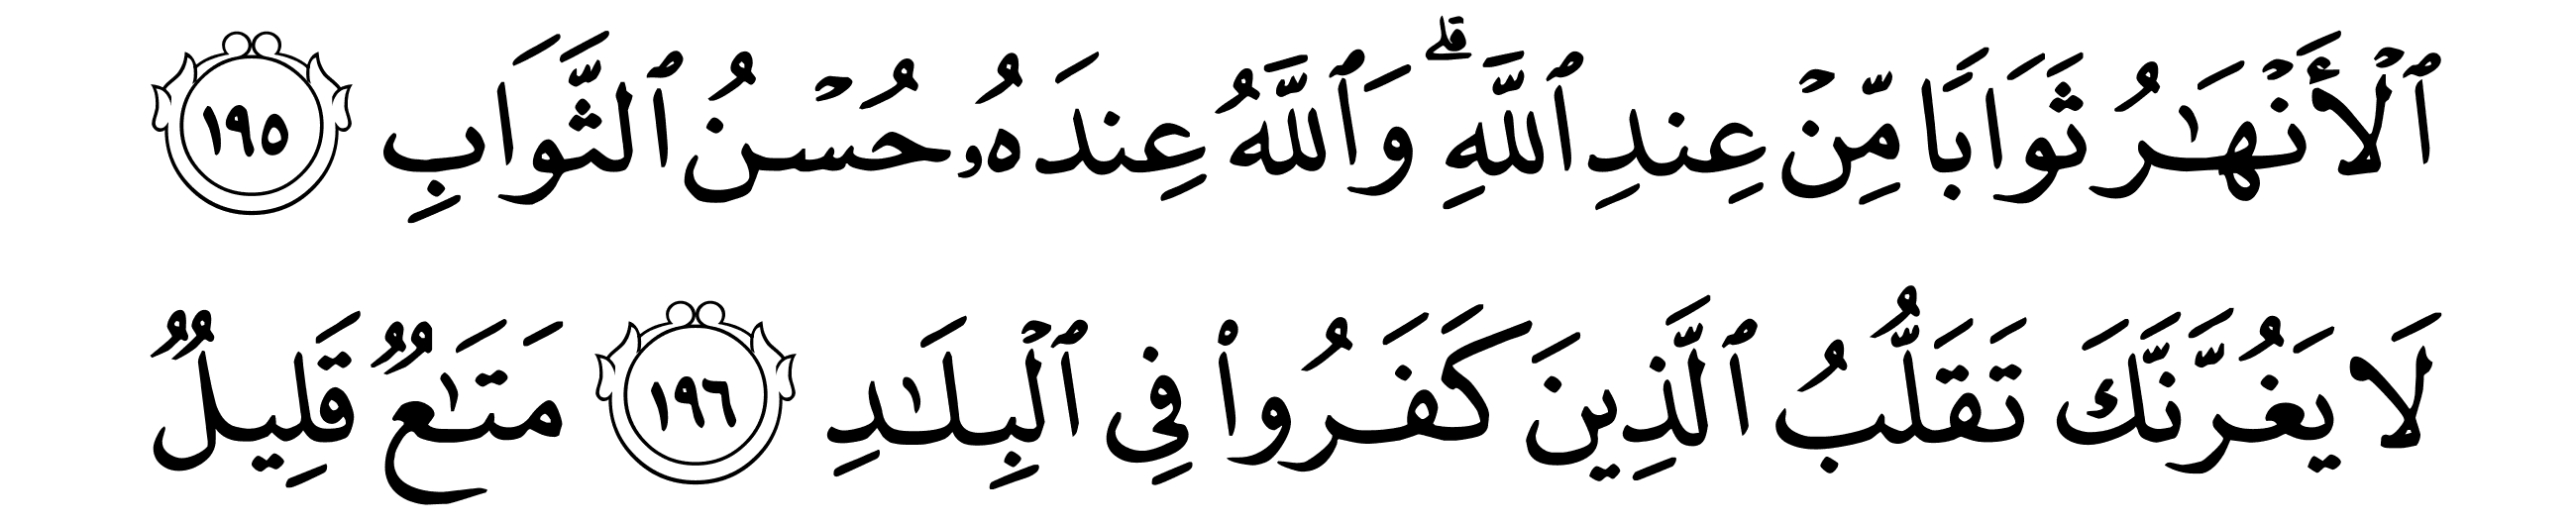 ٱلۡأَنۡهَـٰرُ ثَوَابًا مِّنۡ عِندِ ٱللَّهِۗ وَٱللَّهُ عِندَهُۥ حُسۡنُ ٱلثَّوَابِ ١٩٥
لَا يَغُرَّنَّكَ تَقَلُّبُ ٱلَّذِينَ كَفَرُوا۟ فِى ٱلۡبِلَـٰدِ ١٩٦ مَتَـٰعٌ قَلِيلٌ